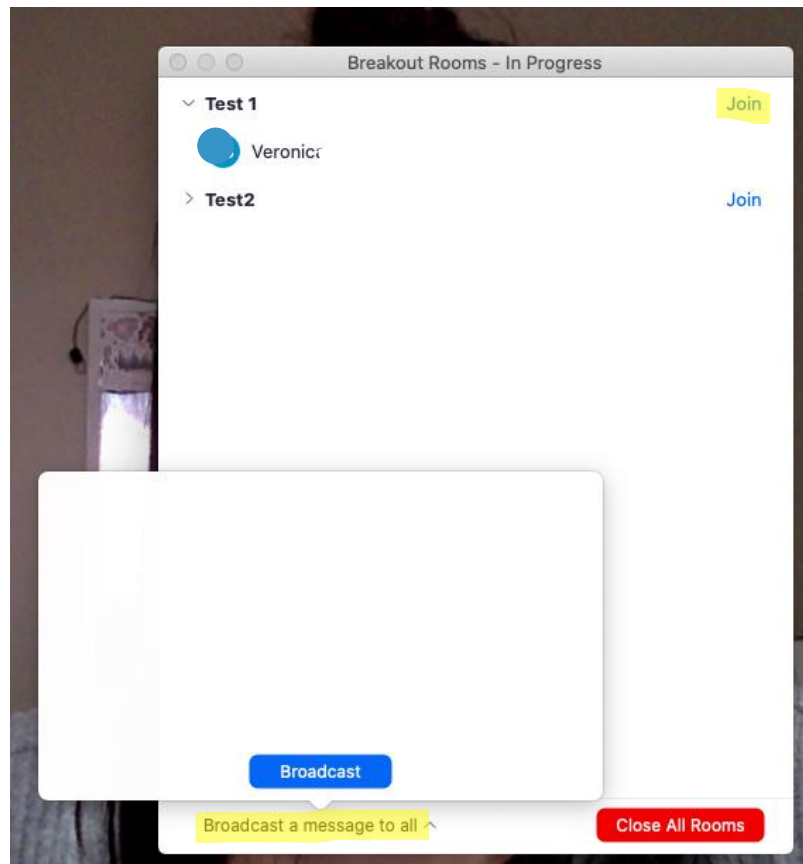 Breakout Rooms - In Progress
Test 1
Join
Veronica
Test2
Join
Broadcast
Broadcast a message to all
Close All Rooms